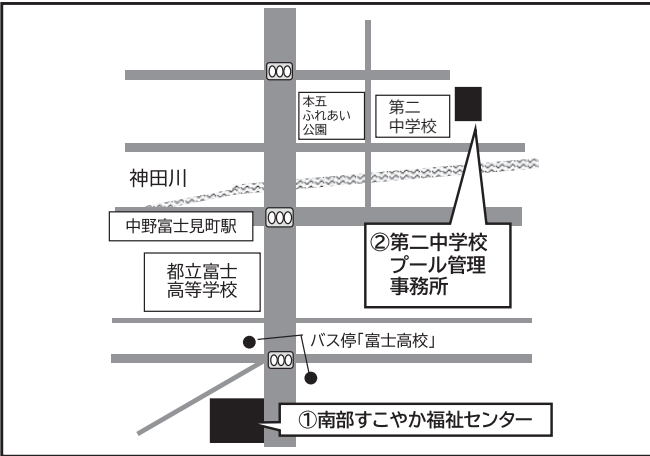 本五
ふれあい
公園
第二
中学校
神田川
中野富士見町駅
②第二中学校
プール管理
事務所
都立富士
高等学校
バス停「富士高校」
①南部すこやか福祉センター